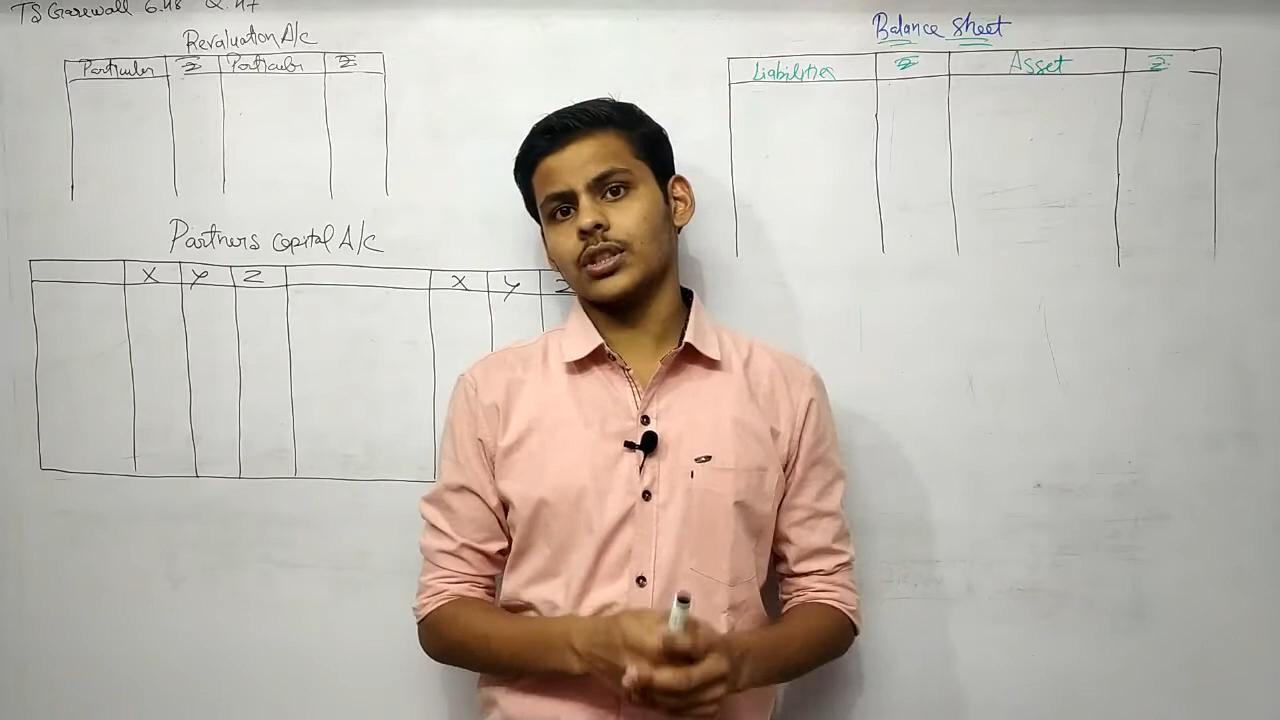 TS Grewall 6.48 Q.47
Revaluation A/c
Particular ₹ Particular ₹
Partners Capital A/c
X Y Z X Y Z
Balance Sheet
Liabilities ₹ Asset ₹